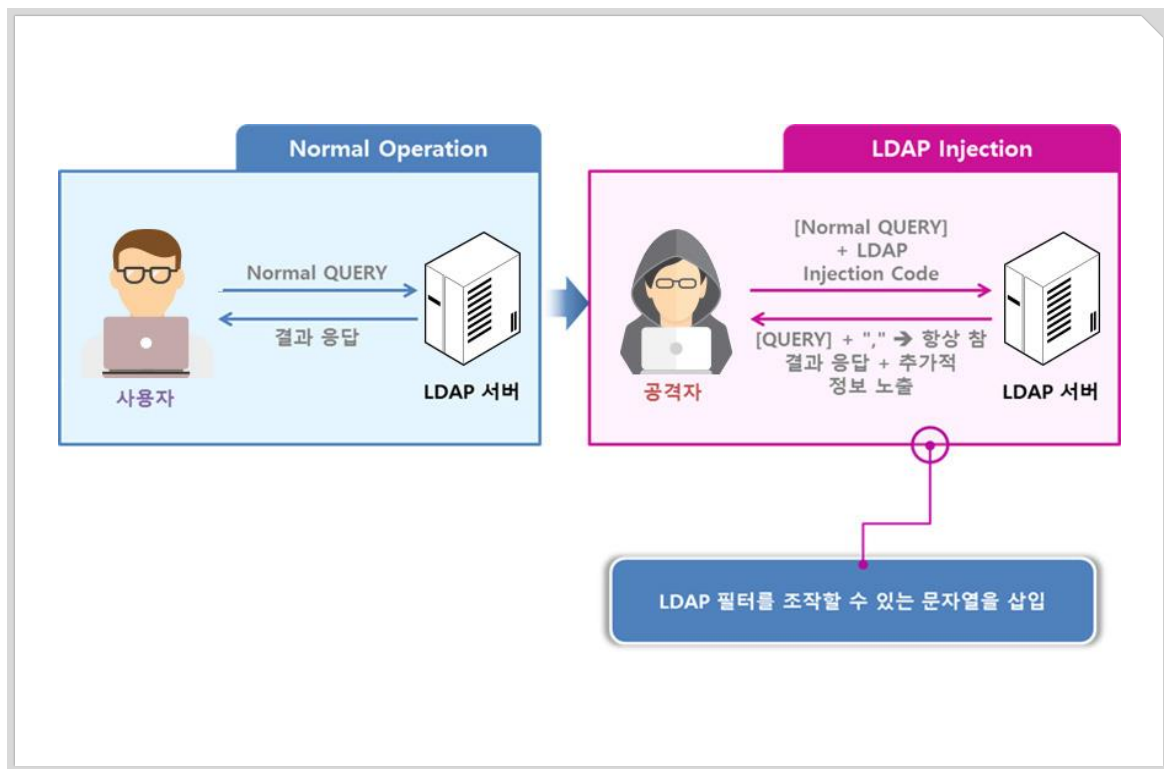 Normal Operation
Normal QUERY
결과 응답
사용자
LDAP 서버
LDAP Injection
[Normal QUERY]
+ LDAP
Injection Code
[QUERY] + "," ➔ 항상 참
결과 응답 + 추가적
정보 노출
공격자
LDAP 서버
LDAP 필터를 조작할 수 있는 문자열을 삽입